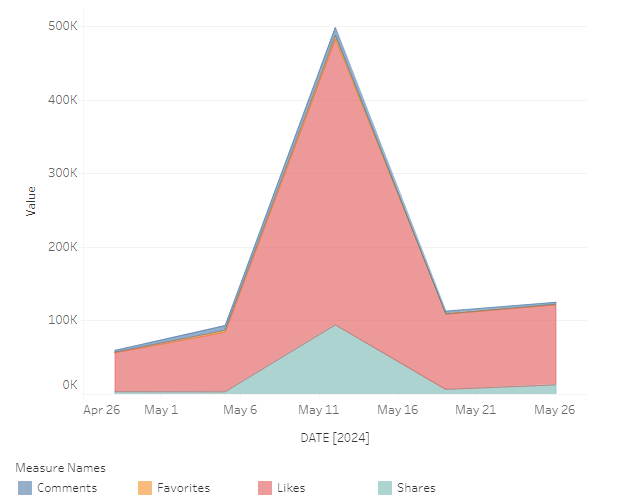 500K
400K
300K
Value
200K
100K
0K
Apr 26 May 1 May 6 May 11 May 16 May 21 May 26
DATE [2024]
Measure Names
Comments Favorites Likes Shares